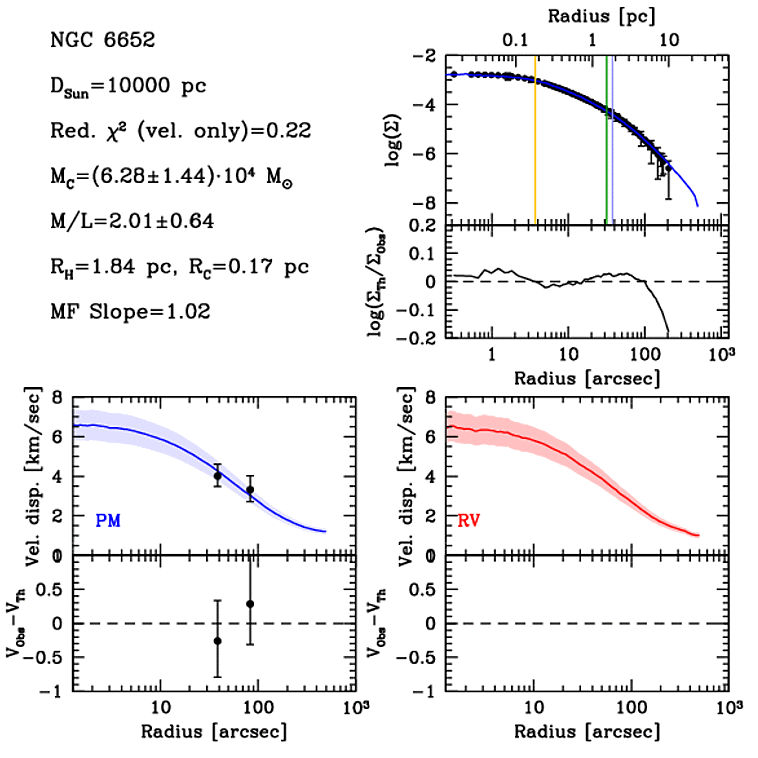 NGC 6652
D_Sun=10000 pc
Red. χ² (vel. only)=0.22
M_C=(6.28±1.44)·10⁴ M_⊙
M/L=2.01±0.64
R_H=1.84 pc, R_C=0.17 pc
MF Slope=1.02
Radius [pc]
0.1 1 10
log(Σ)
−2
−4
−6
−8
log(Σ_Th/Σ_Obs)
0.2
0.1
0
−0.1
−0.2
1 10 100 10³
Radius [arcsec]
Vel. disp. [km/sec]
8
6
4
2
0
PM
V_Obs−V_Th
0.5
0
−0.5
−1
10 100 10³
Radius [arcsec]
Vel. disp. [km/sec]
8
6
4
2
0
RV
V_Obs−V_Th
0.5
0
−0.5
−1
10 100 10³
Radius [arcsec]